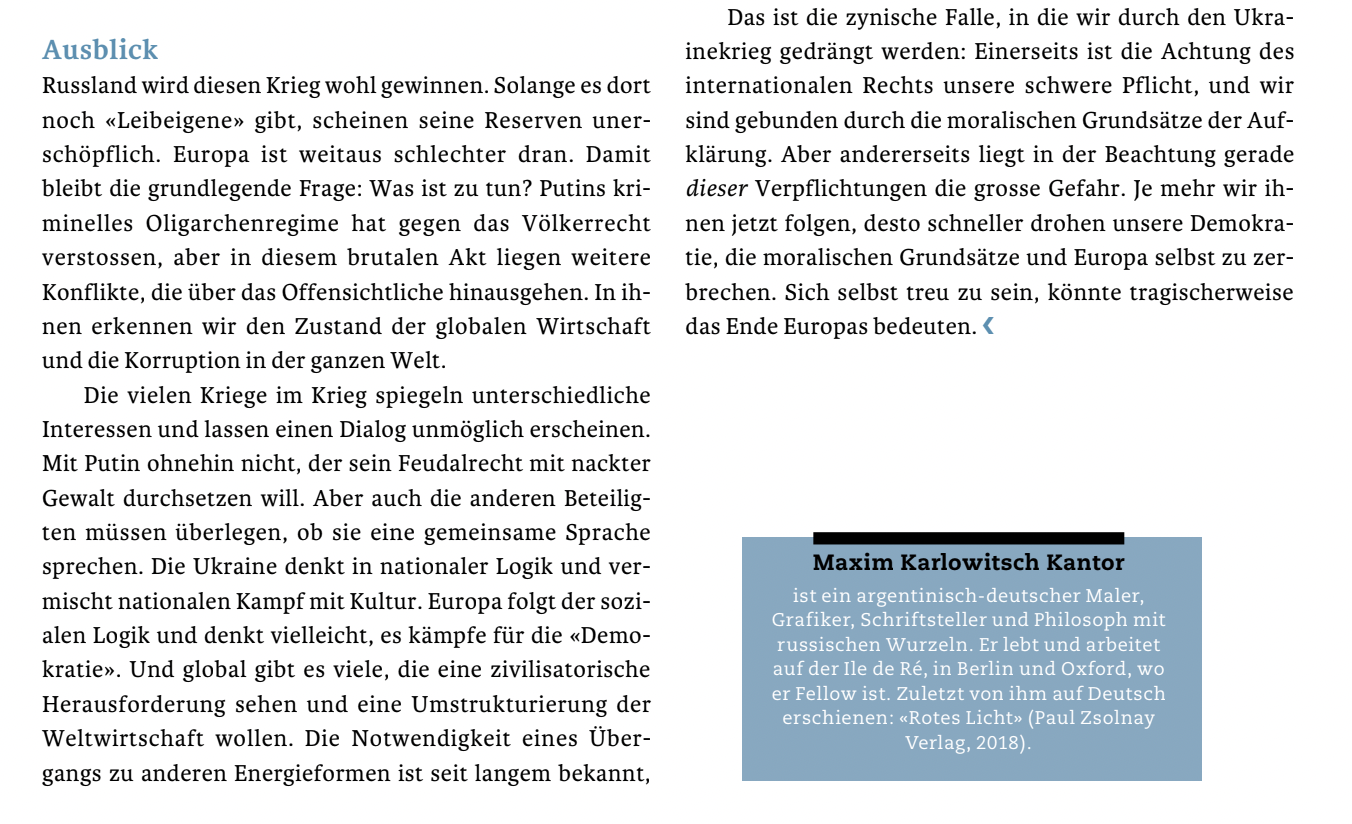 Ausblick
Russland wird diesen Krieg wohl gewinnen. Solange es dort
noch «Leibeigene» gibt, scheinen seine Reserven uner-
schöpflich. Europa ist weitaus schlechter dran. Damit
bleibt die grundlegende Frage: Was ist zu tun? Putins kri-
minelles Oligarchenregime hat gegen das Völkerrecht
verstossen, aber in diesem brutalen Akt liegen weitere
Konflikte, die über das Offensichtliche hinausgehen. In ih-
nen erkennen wir den Zustand der globalen Wirtschaft
und die Korruption in der ganzen Welt.
Die vielen Kriege im Krieg spiegeln unterschiedliche
Interessen und lassen einen Dialog unmöglich erscheinen.
Mit Putin ohnehin nicht, der sein Feudalrecht mit nackter
Gewalt durchsetzen will. Aber auch die anderen Beteilig-
ten müssen überlegen, ob sie eine gemeinsame Sprache
sprechen. Die Ukraine denkt in nationaler Logik und ver-
mischt nationalen Kampf mit Kultur. Europa folgt der sozi-
alen Logik und denkt vielleicht, es kämpfe für die «Demo-
kratie». Und global gibt es viele, die eine zivilisatorische
Herausforderung sehen und eine Umstrukturierung der
Weltwirtschaft wollen. Die Notwendigkeit eines Über-
gangs zu anderen Energieformen ist seit langem bekannt,
Das ist die zynische Falle, in die wir durch den Ukra-
inekrieg gedrängt werden: Einerseits ist die Achtung des
internationalen Rechts unsere schwere Pflicht, und wir
sind gebunden durch die moralischen Grundsätze der Auf-
klärung. Aber andererseits liegt in der Beachtung gerade
dieser Verpflichtungen die grosse Gefahr. Je mehr wir ih-
nen jetzt folgen, desto schneller drohen unsere Demokra-
tie, die moralischen Grundsätze und Europa selbst zu zer-
brechen. Sich selbst treu zu sein, könnte tragischerweise
das Ende Europas bedeuten. ‹
Maxim Karlowitsch Kantor
ist ein argentinisch-deutscher Maler,
Grafiker, Schriftsteller und Philosoph mit
russischen Wurzeln. Er lebt und arbeitet
auf der Ile de Ré, in Berlin und Oxford, wo
er Fellow ist. Zuletzt von ihm auf Deutsch
erschienen: «Rotes Licht» (Paul Zsolnay
Verlag, 2018).